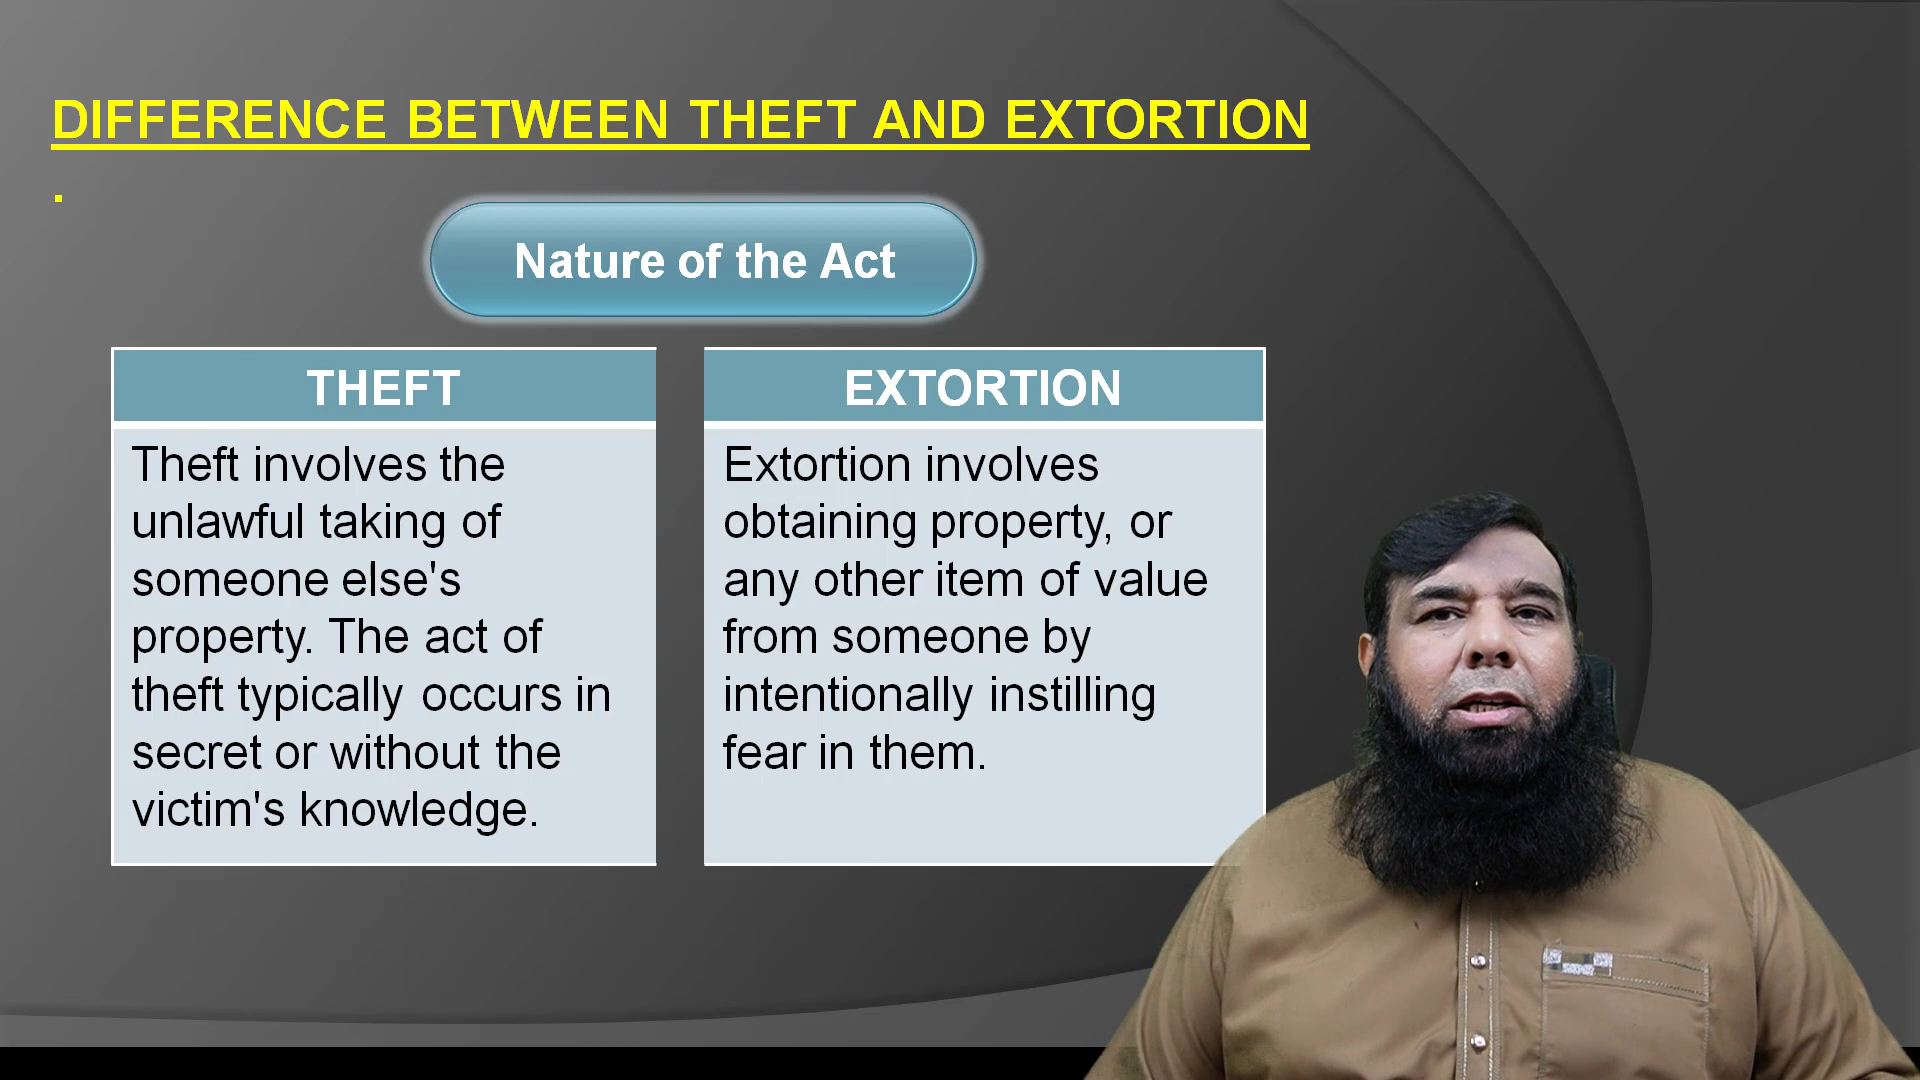 DIFFERENCE BETWEEN THEFT AND EXTORTION
.
Nature of the Act
THEFT
Theft involves the
unlawful taking of
someone else's
property. The act of
theft typically occurs in
secret or without the
victim's knowledge.
EXTORTION
Extortion involves
obtaining property, or
any other item of value
from someone by
intentionally instilling
fear in them.